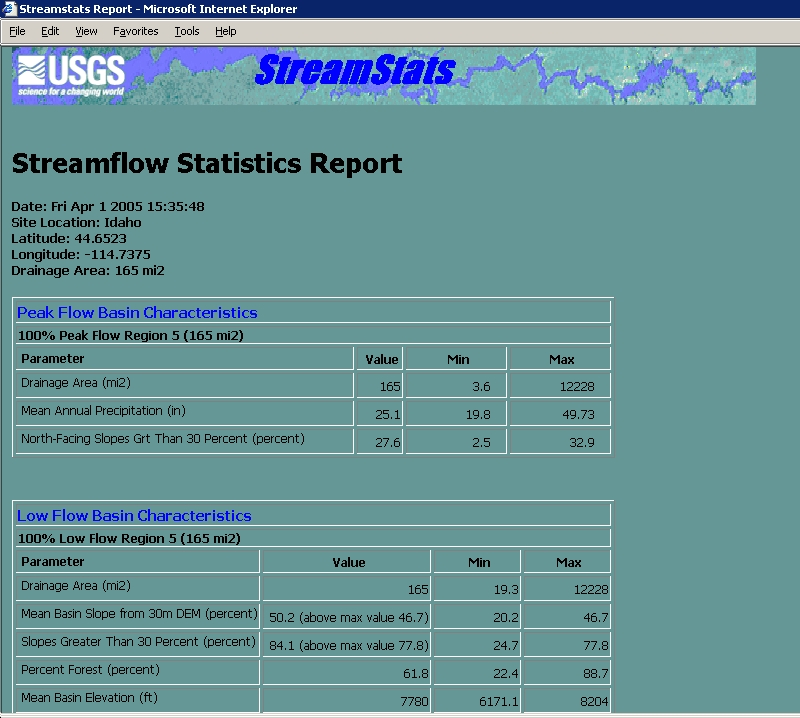 Streamstats Report - Microsoft Internet Explorer
File Edit View Favorites Tools Help
USGS
science for a changing world
StreamStats
Streamflow Statistics Report
Date: Fri Apr 1 2005 15:35:48
Site Location: Idaho
Latitude: 44.6523
Longitude: -114.7375
Drainage Area: 165 mi2
Peak Flow Basin Characteristics
100% Peak Flow Region 5 (165 mi2)
Parameter Value Min Max
Drainage Area (mi2) 165 3.6 12228
Mean Annual Precipitation (in) 25.1 19.8 49.73
North-Facing Slopes Grt Than 30 Percent (percent) 27.6 2.5 32.9
Low Flow Basin Characteristics
100% Low Flow Region 5 (165 mi2)
Parameter Value Min Max
Drainage Area (mi2) 165 19.3 12228
Mean Basin Slope from 30m DEM (percent) 50.2 (above max value 46.7) 20.2 46.7
Slopes Greater Than 30 Percent (percent) 84.1 (above max value 77.8) 24.7 77.8
Percent Forest (percent) 61.8 22.4 88.7
Mean Basin Elevation (ft) 7780 6171.1 8204